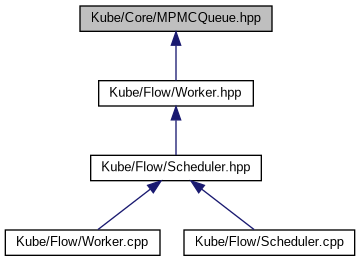 Kube/Core/MPMCQueue.hpp
Kube/Flow/Worker.hpp
Kube/Flow/Scheduler.hpp
Kube/Flow/Worker.cpp
Kube/Flow/Scheduler.cpp